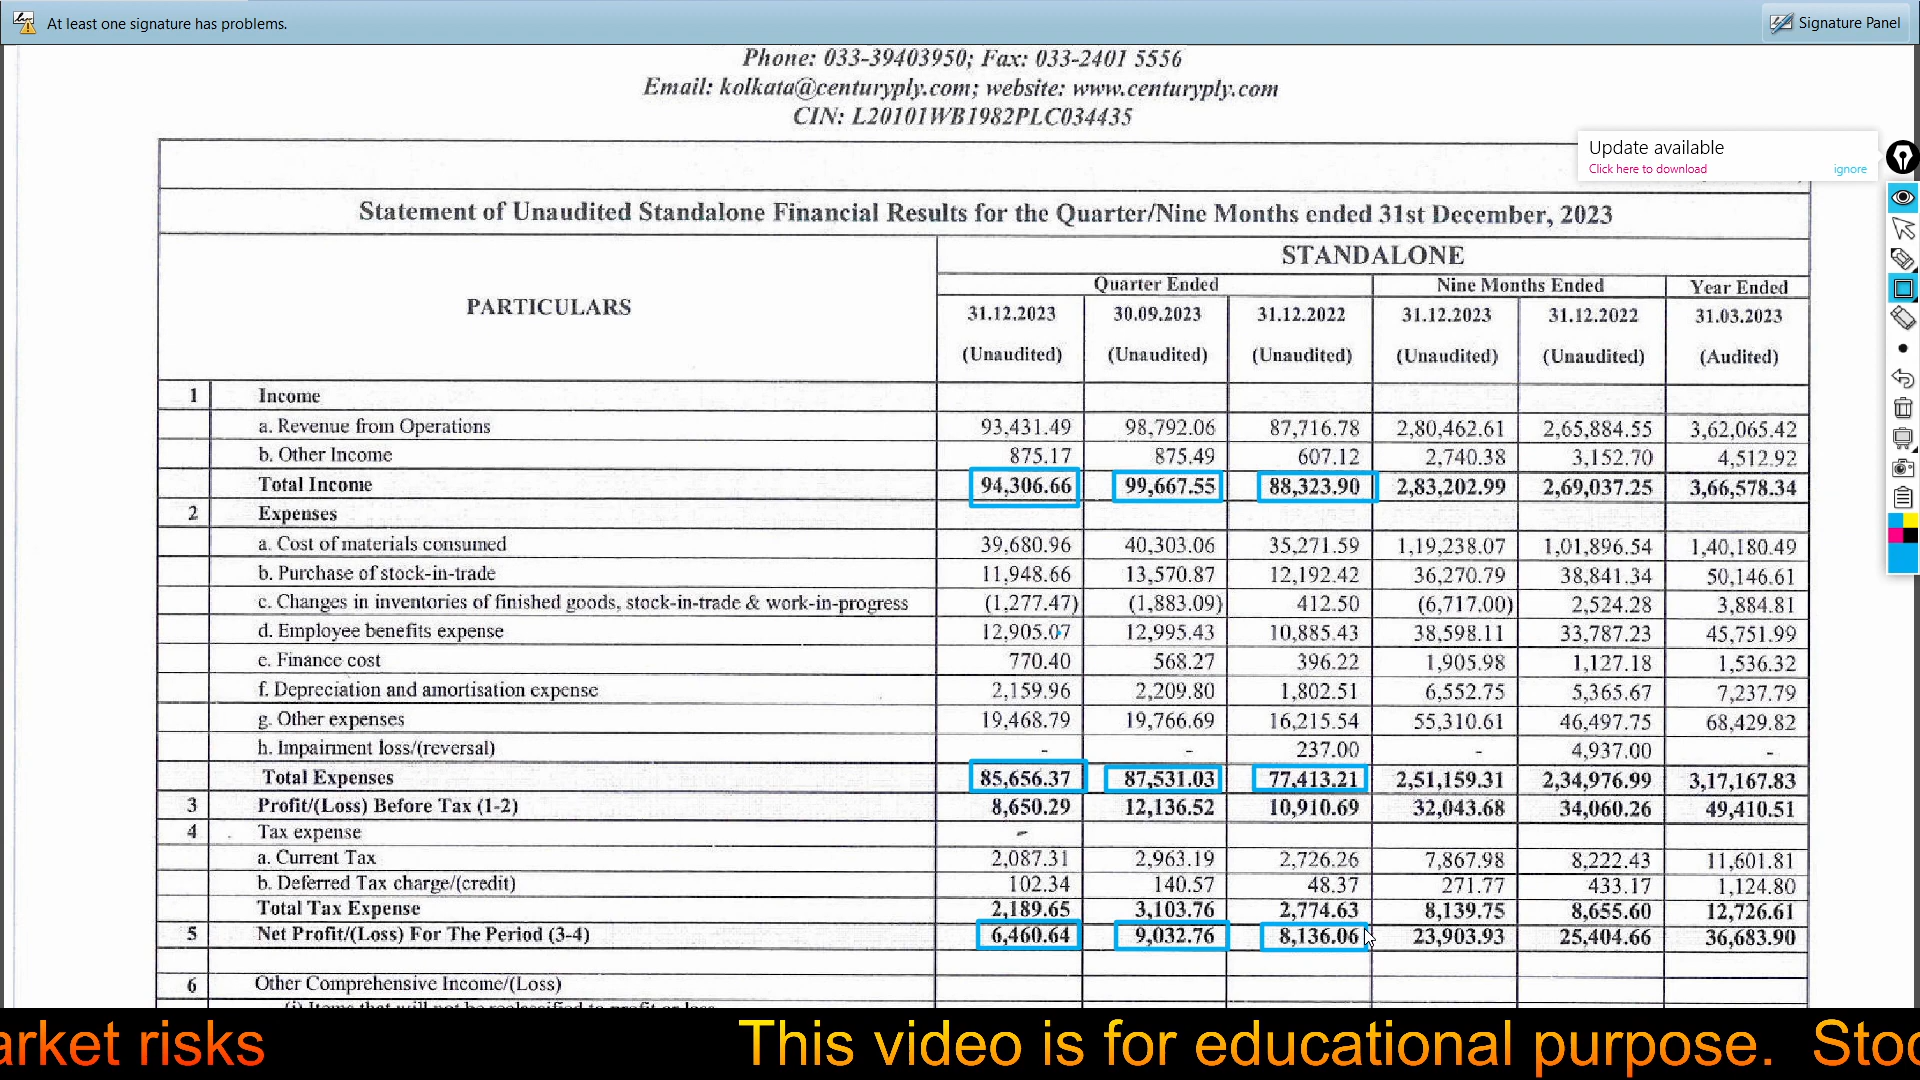 At least one signature has problems.
Signature Panel
Phone: 033-39403950; Fax: 033-2401 5556
Email: kolkata@centuryply.com; website: www.centuryply.com
CIN: L20101WB1982PLC034435
Update available
Click here to download ignore
Statement of Unaudited Standalone Financial Results for the Quarter/Nine Months ended 31st December, 2023
PARTICULARS STANDALONE
Quarter Ended Nine Months Ended Year Ended
31.12.2023 30.09.2023 31.12.2022 31.12.2023 31.12.2022 31.03.2023
(Unaudited) (Unaudited) (Unaudited) (Unaudited) (Unaudited) (Audited)
1 Income
a. Revenue from Operations 93,431.49 98,792.06 87,716.78 2,80,462.61 2,65,884.55 3,62,065.42
b. Other Income 875.17 875.49 607.12 2,740.38 3,152.70 4,512.92
Total Income 94,306.66 99,667.55 88,323.90 2,83,202.99 2,69,037.25 3,66,578.34
2 Expenses
a. Cost of materials consumed 39,680.96 40,303.06 35,271.59 1,19,238.07 1,01,896.54 1,40,180.49
b. Purchase of stock-in-trade 11,948.66 13,570.87 12,192.42 36,270.79 38,841.34 50,146.61
c. Changes in inventories of finished goods, stock-in-trade & work-in-progress (1,277.47) (1,883.09) 412.50 (6,717.00) 2,524.28 3,884.81
d. Employee benefits expense 12,905.07 12,995.43 10,885.43 38,598.11 33,787.23 45,751.99
e. Finance cost 770.40 568.27 396.22 1,905.98 1,127.18 1,536.32
f. Depreciation and amortisation expense 2,159.96 2,209.80 1,802.51 6,552.75 5,365.67 7,237.79
g. Other expenses 19,468.79 19,766.69 16,215.54 55,310.61 46,497.75 68,429.82
h. Impairment loss/(reversal) - - 237.00 - 4,937.00 -
Total Expenses 85,656.37 87,531.03 77,413.21 2,51,159.31 2,34,976.99 3,17,167.83
3 Profit/(Loss) Before Tax (1-2) 8,650.29 12,136.52 10,910.69 32,043.68 34,060.26 49,410.51
4 Tax expense
a. Current Tax 2,087.31 2,963.19 2,726.26 7,867.98 8,222.43 11,601.81
b. Deferred Tax charge/(credit) 102.34 140.57 48.37 271.77 433.17 1,124.80
Total Tax Expense 2,189.65 3,103.76 2,774.63 8,139.75 8,655.60 12,726.61
5 Net Profit/(Loss) For The Period (3-4) 6,460.64 9,032.76 8,136.06 23,903.93 25,404.66 36,683.90
6 Other Comprehensive Income/(Loss)
arket risks This video is for educational purpose. Stoc